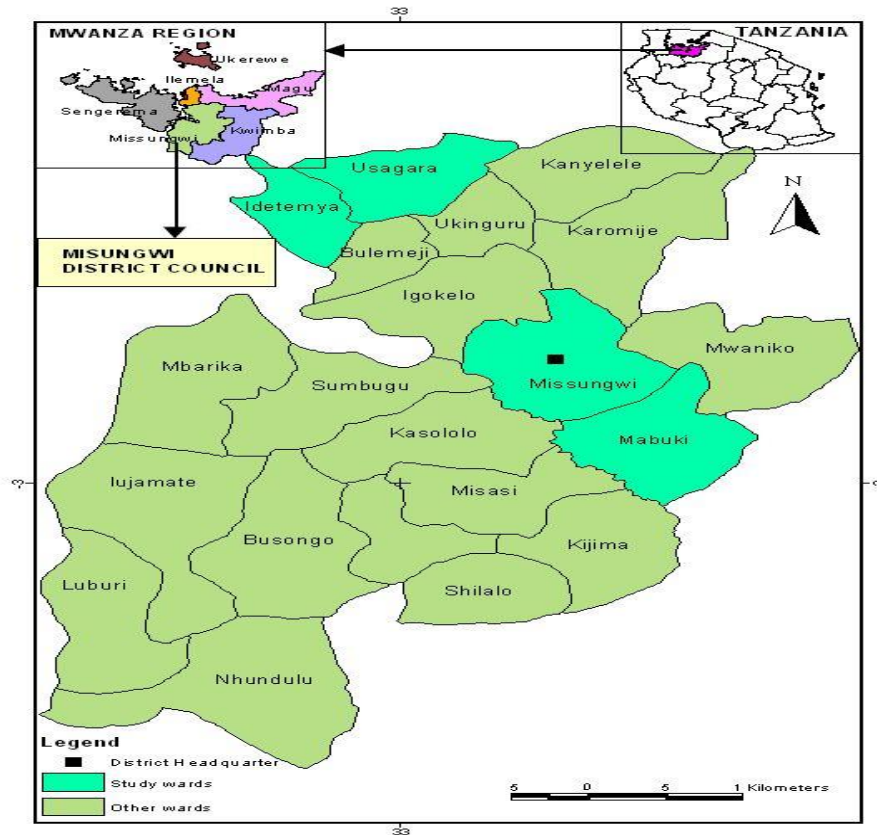 33
MWANZA REGION
Ukerewe
Ilemela
Magu
Sengerema
Missungwi
Kwimba
TANZANIA
MISUNGWI
DISTRICT COUNCIL
N
Usagara
Kanyelele
Idetemya
Ukinguru
Karomije
Bulemeji
Igokelo
Mwaniko
Mbarika
Sumbugu
Missungwi
Kasololo
Mabuki
-3
Iujamate
Misasi
Busongo
Kijima
Luburi
Shilalo
Nhundulu
Legend
District Headquarter
Study wards
Other wards
5 0 5 1 Kilometers
33